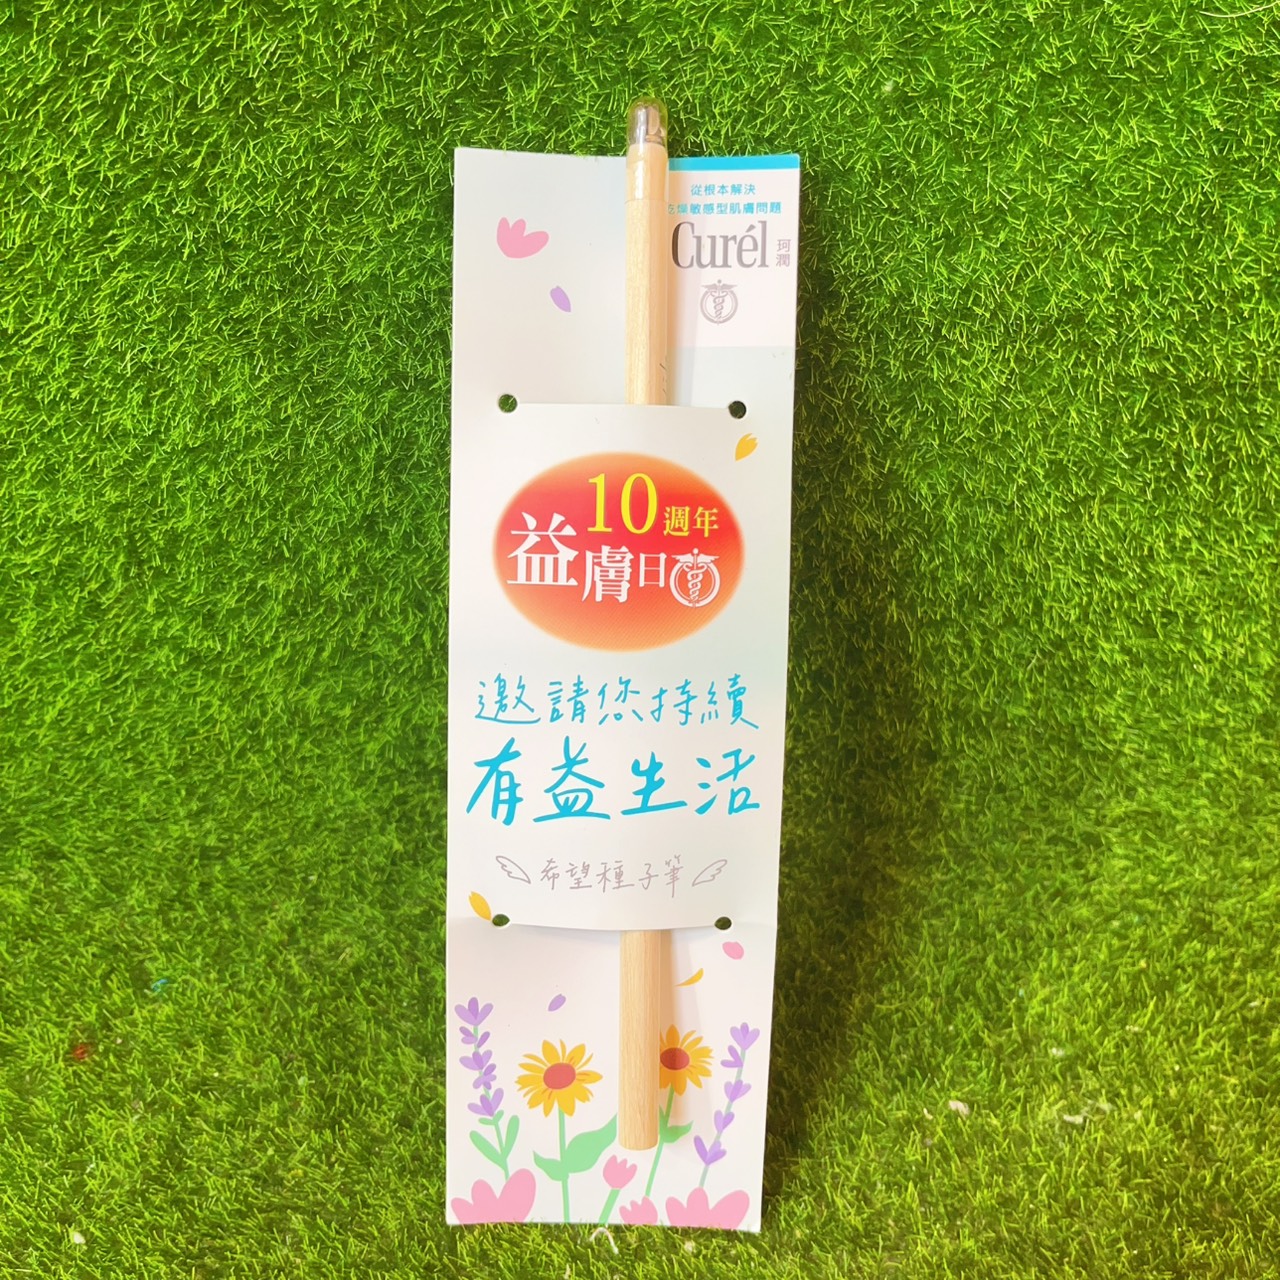 從根本解決
燥敏感型肌膚問題
Curél 珂潤
10週年
益膚日
邀請您持續
有益生活
希望種子筆